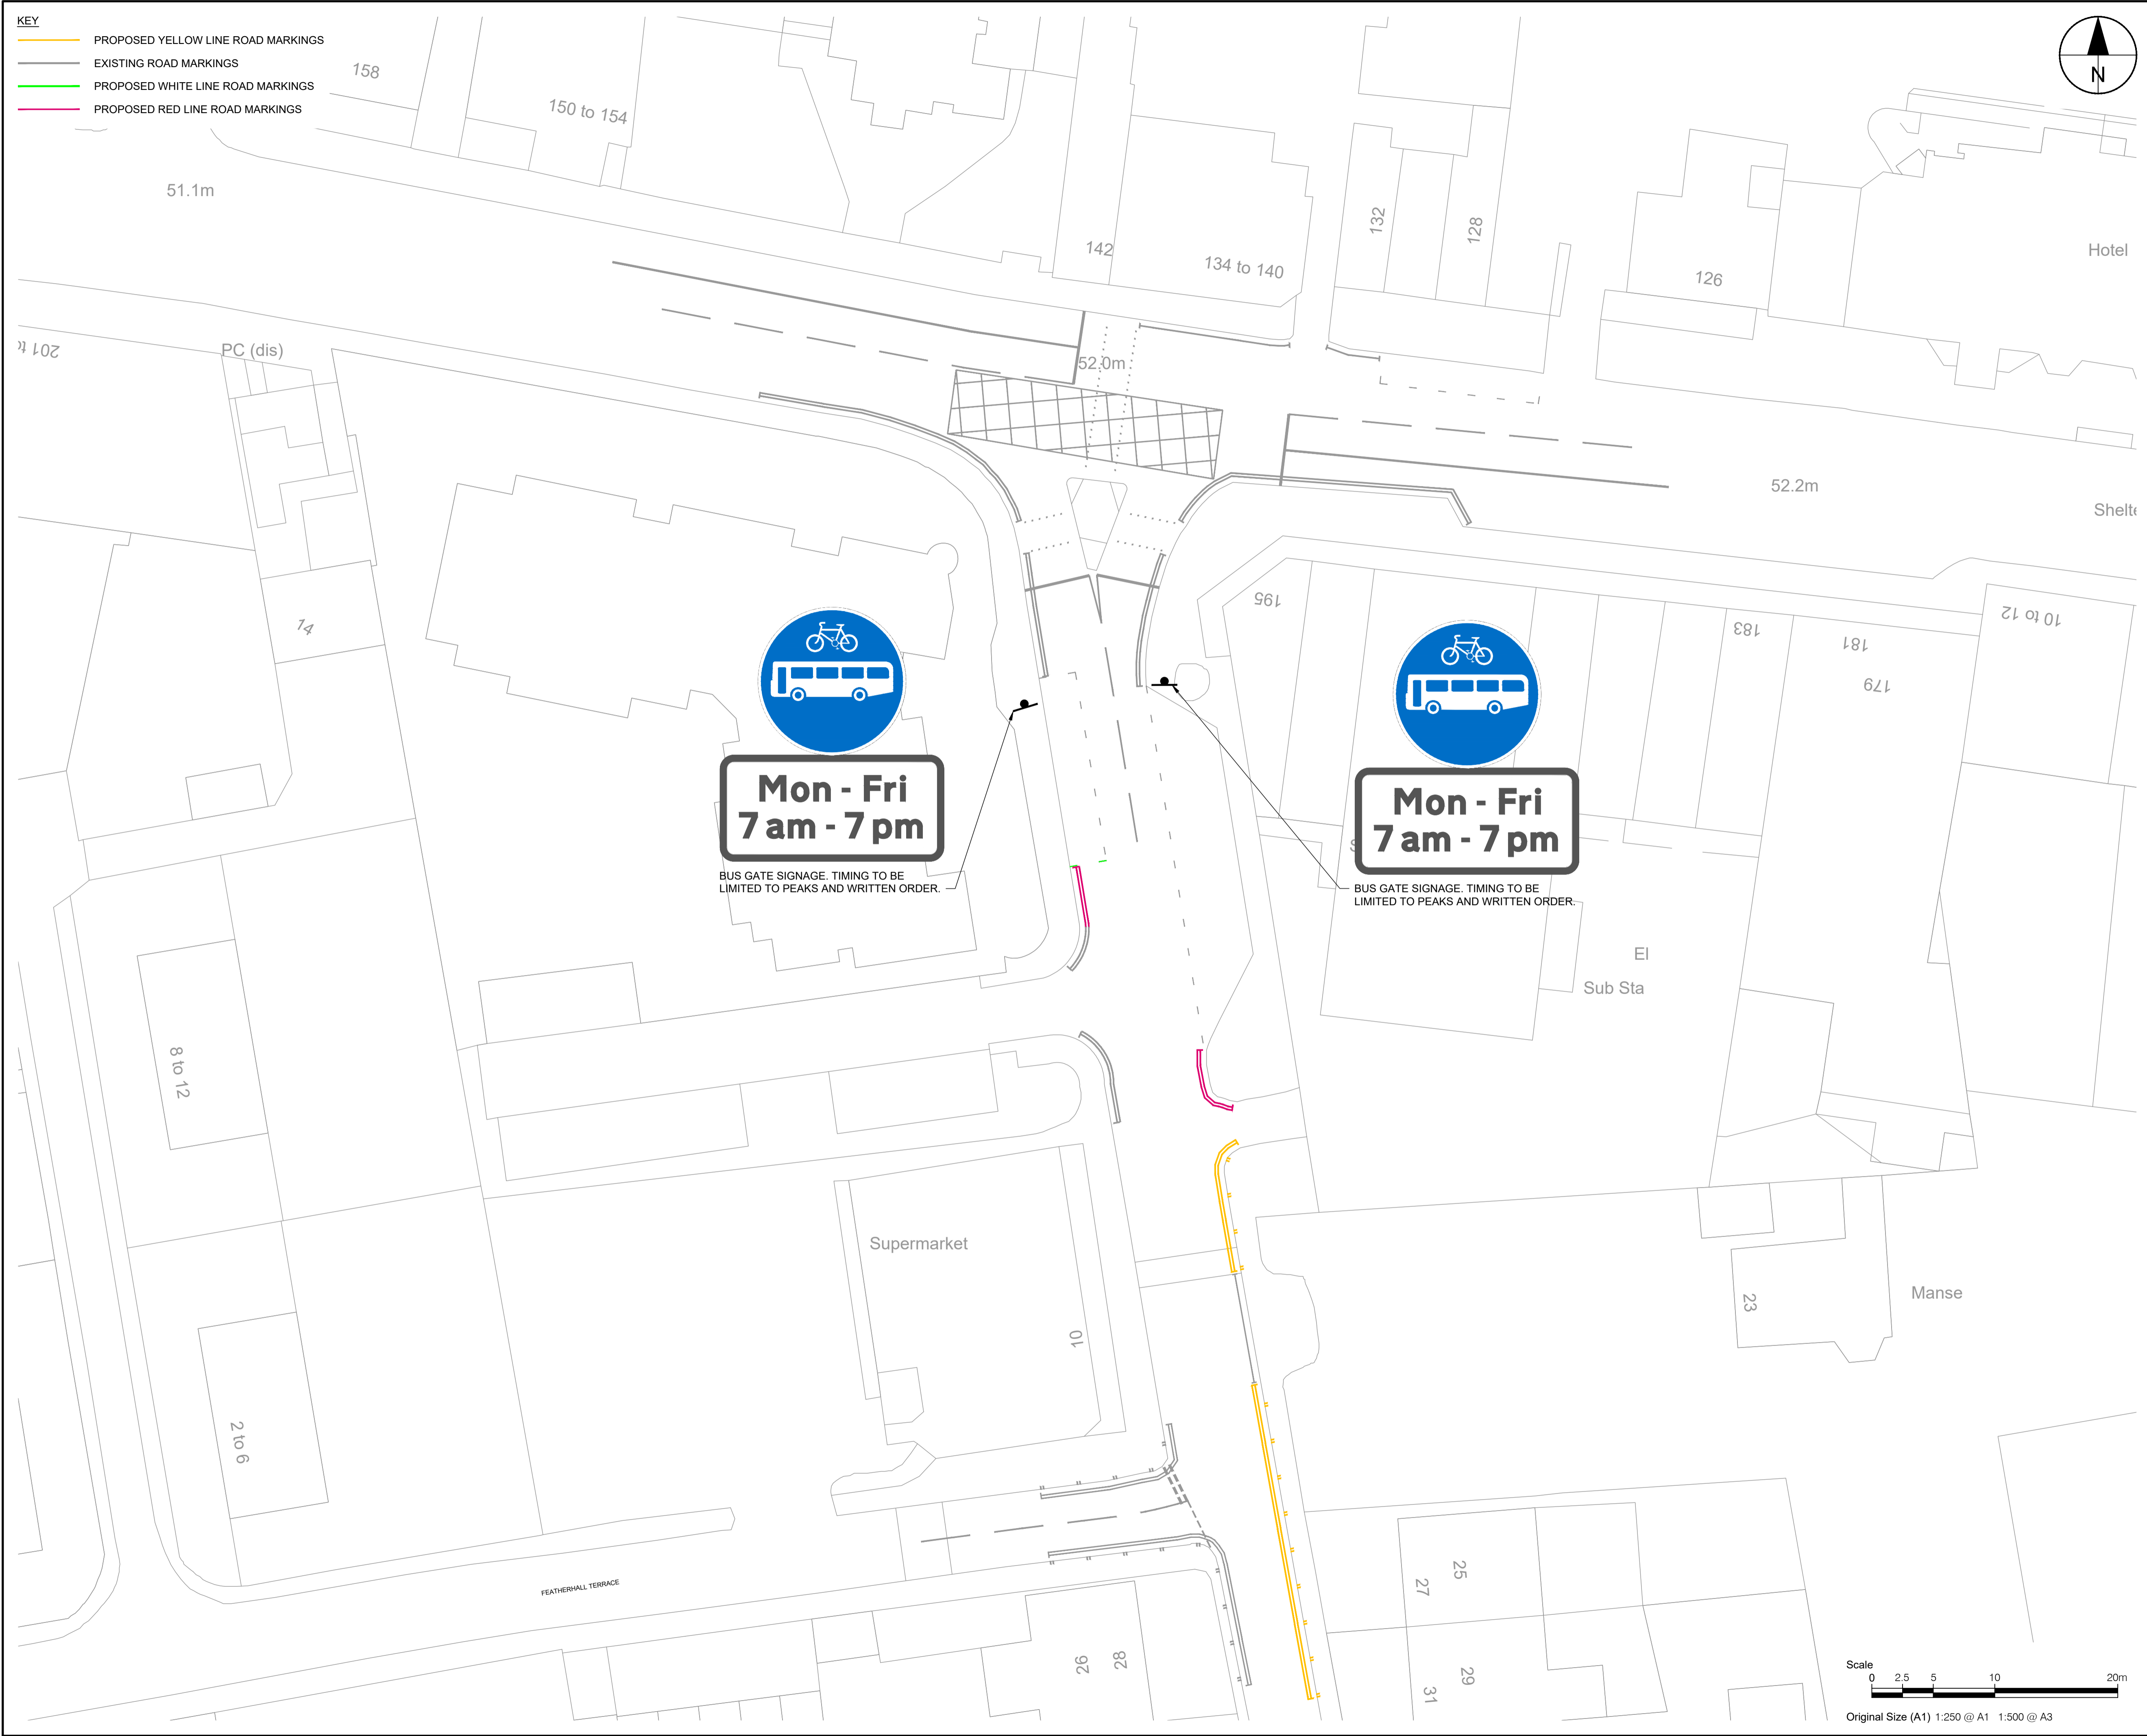 KEY
PROPOSED YELLOW LINE ROAD MARKINGS
EXISTING ROAD MARKINGS
PROPOSED WHITE LINE ROAD MARKINGS
PROPOSED RED LINE ROAD MARKINGS
N
158
150 to 154
51.1m
142
134 to 140
132
128
126
Hotel
PC (dis)
52.0m
52.2m
14
195
183
181
179
10 to 12
Mon - Fri
7 am - 7 pm
BUS GATE SIGNAGE. TIMING TO BE
LIMITED TO PEAKS AND WRITTEN ORDER.
Mon - Fri
7 am - 7 pm
BUS GATE SIGNAGE. TIMING TO BE
LIMITED TO PEAKS AND WRITTEN ORDER.
El
Sub Sta
8 to 12
Supermarket
10
23
Manse
2 to 6
FEATHERHALL TERRACE
26
28
25
27
29
31
Scale
0 2.5 5 10 20m
Original Size (A1) 1:250 @ A1 1:500 @ A3